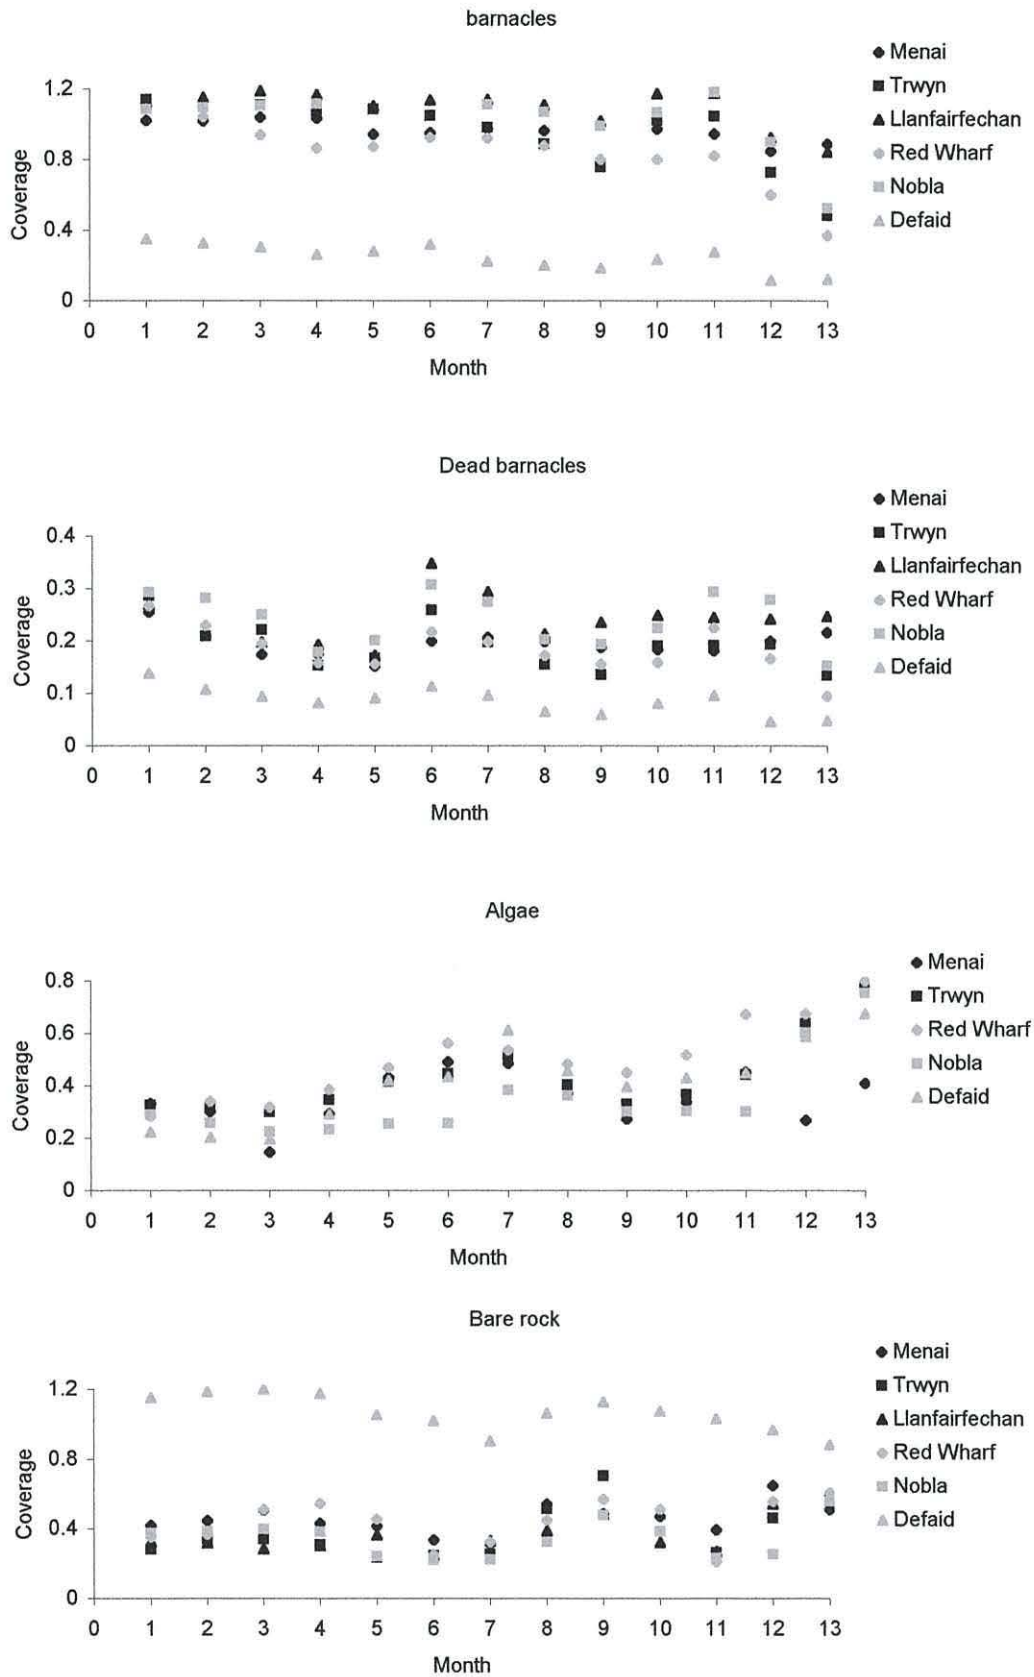 barnacles
Menai
Trwyn
Llanfairfechan
Red Wharf
Nobla
Defaid
1.2
0.8
0.4
0
Coverage
0 1 2 3 4 5 6 7 8 9 10 11 12 13
Month
Dead barnacles
Menai
Trwyn
Llanfairfechan
Red Wharf
Nobla
Defaid
0.4
0.3
0.2
0.1
0
Coverage
0 1 2 3 4 5 6 7 8 9 10 11 12 13
Month
Algae
Menai
Trwyn
Red Wharf
Nobla
Defaid
0.8
0.6
0.4
0.2
0
Coverage
0 1 2 3 4 5 6 7 8 9 10 11 12 13
Month
Bare rock
Menai
Trwyn
Llanfairfechan
Red Wharf
Nobla
Defaid
1.2
0.8
0.4
0
Coverage
0 1 2 3 4 5 6 7 8 9 10 11 12 13
Month